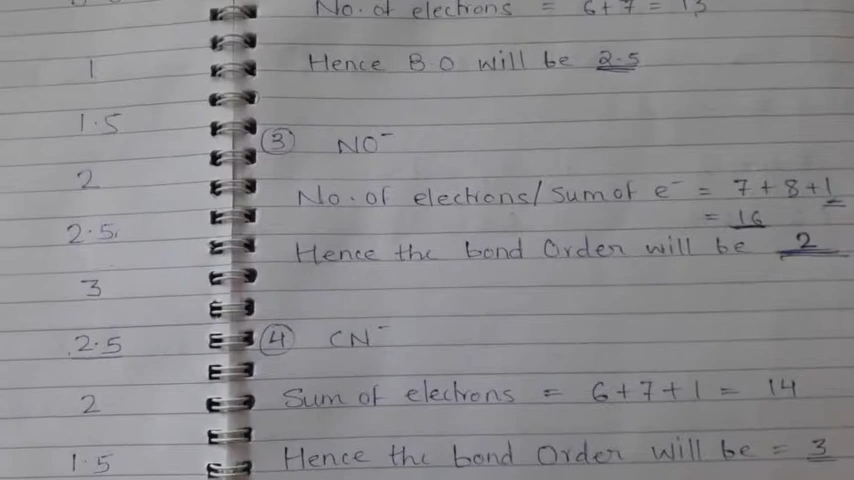 1
1.5
2
2.5
3
2.5
2
1.5
No. of electrons = 6+7 = 13
Hence B O will be 2.5
③ NO⁻
No. of electrons/Sum of e⁻ = 7+8+1
= 16
Hence the bond Order will be 2
④ CN⁻
Sum of electrons = 6+7+1 = 14
Hence the bond Order will be = 3